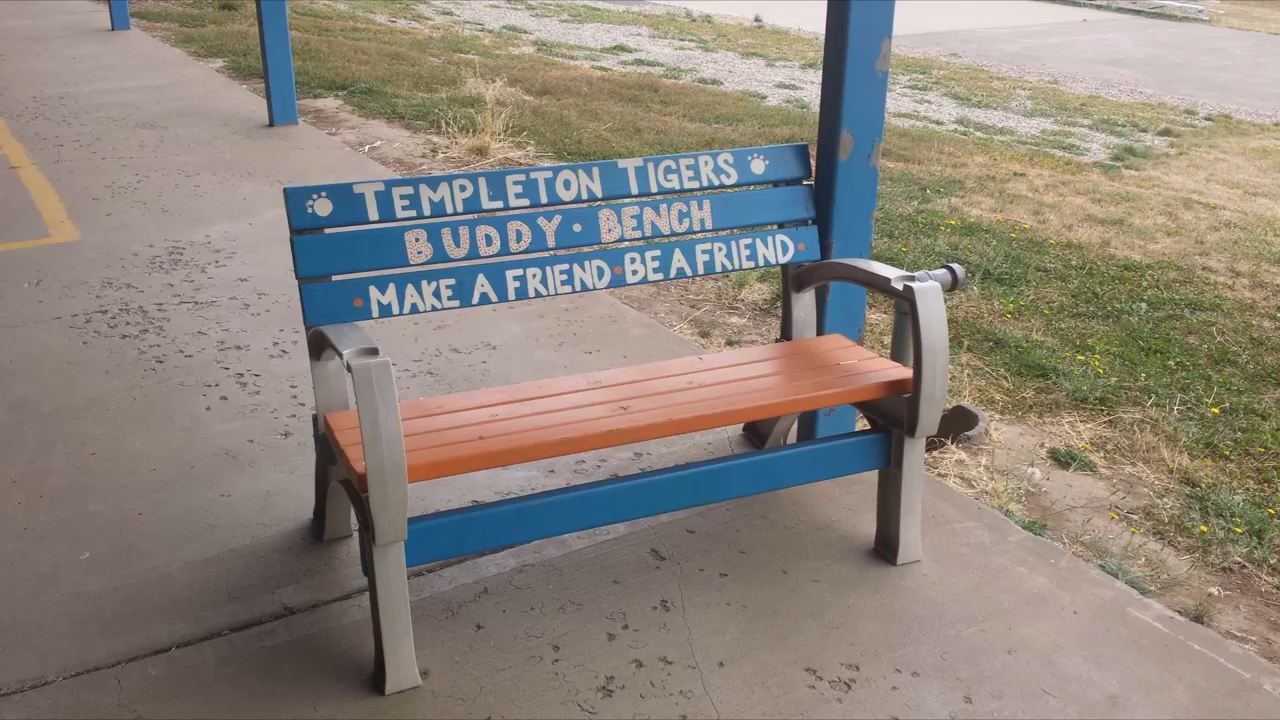 TEMPLETON TIGERS
BUDDY · BENCH
· MAKE A FRIEND · BE A FRIEND ·